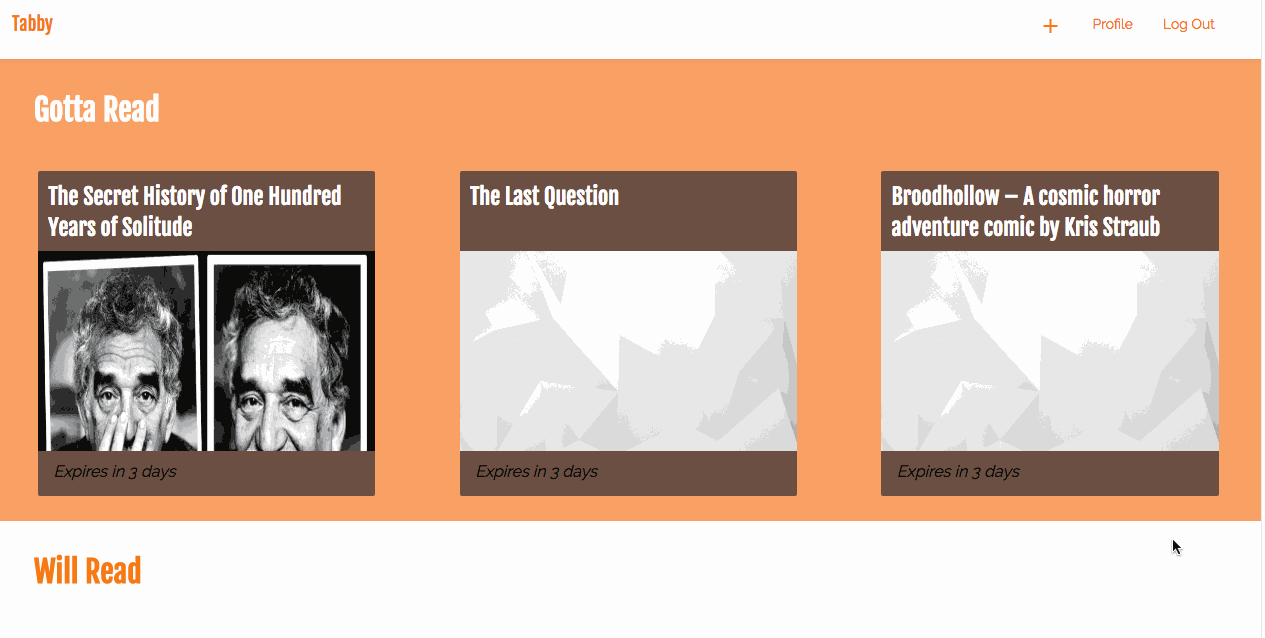 Tabby
+ Profile Log Out
Gotta Read
The Secret History of One Hundred
Years of Solitude
Expires in 3 days
The Last Question
Expires in 3 days
Broodhollow – A cosmic horror
adventure comic by Kris Straub
Expires in 3 days
Will Read